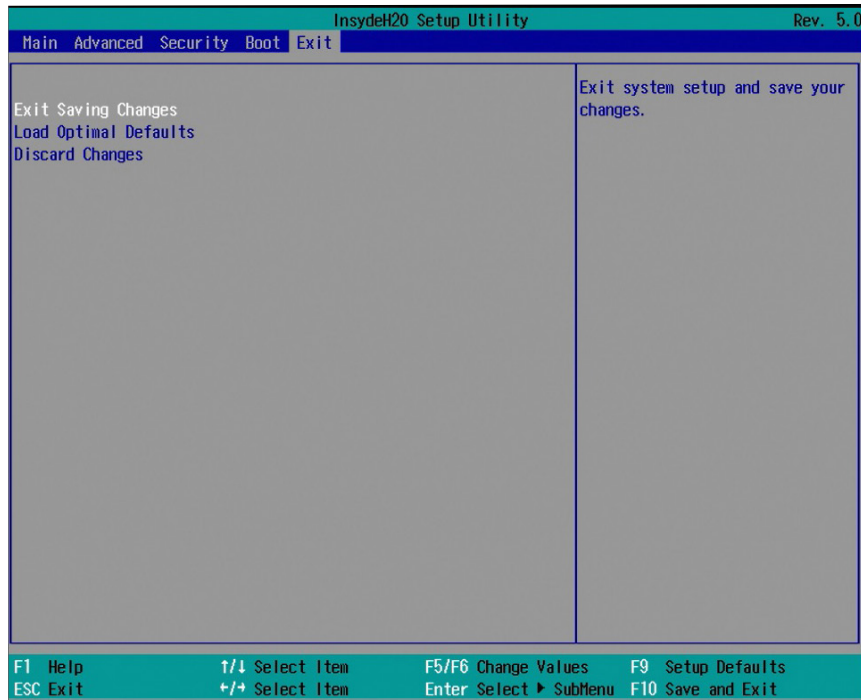 InsydeH20 Setup Utility Rev. 5.0
Main Advanced Security Boot Exit
Exit Saving Changes
Load Optimal Defaults
Discard Changes
Exit system setup and save your
changes.
F1 Help ↑/↓ Select Item F5/F6 Change Values F9 Setup Defaults
ESC Exit ←/→ Select Item Enter Select ▶ SubMenu F10 Save and Exit